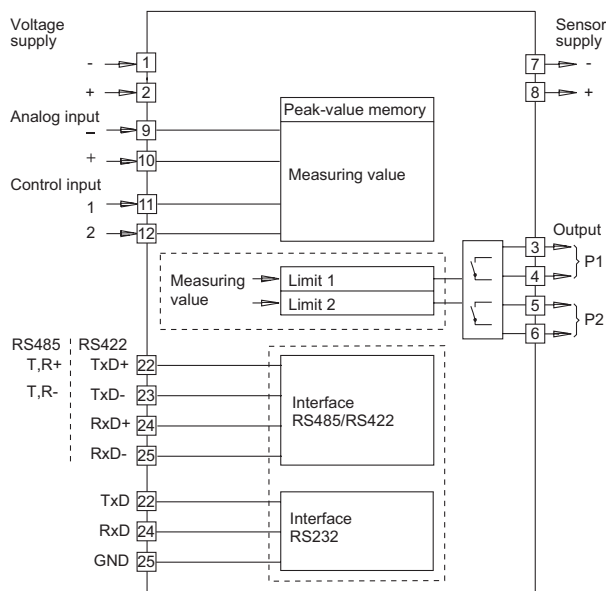 Voltage
supply
- 1
+ 2
Analog input
– 9
+ 10
Control input
1 11
2 12
Peak-value memory
Measuring value
Sensor
supply
7 -
8 +
Measuring
value
Limit 1
Limit 2
Output
3
4
P1
5
6
P2
RS485 RS422
T,R+ TxD+ 22
T,R- TxD- 23
RxD+ 24
RxD- 25
Interface
RS485/RS422
TxD 22
RxD 24
GND 25
Interface
RS232